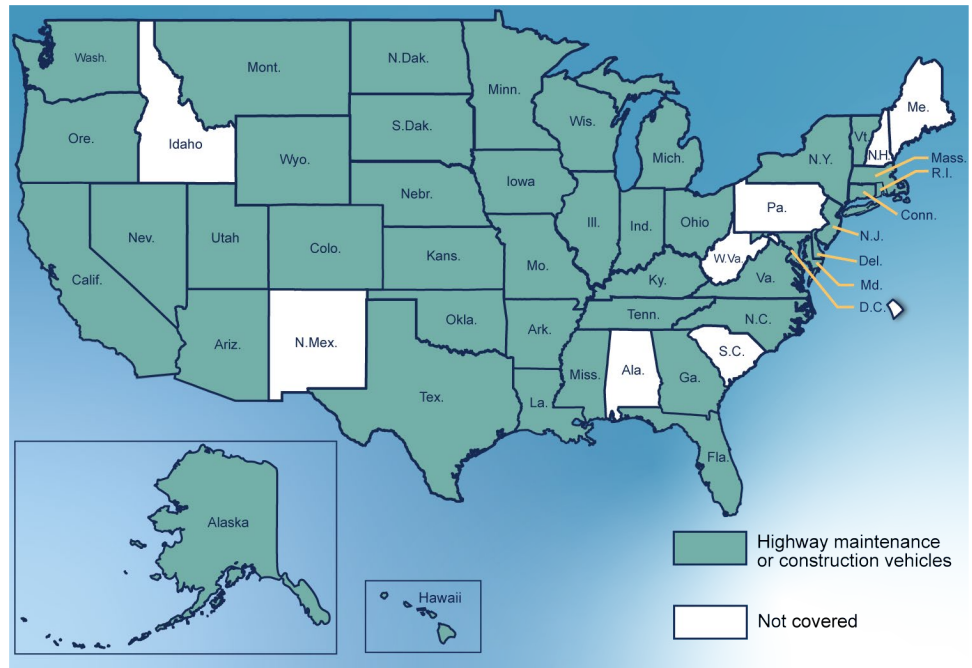 Wash.
Mont.
N.Dak.
Minn.
Ore.
Idaho
Wyo.
S.Dak.
Wis.
Mich.
N.Y.
Vt.
N.H.
Me.
Mass.
R.I.
Conn.
N.J.
Del.
Md.
D.C.
Nev.
Utah
Colo.
Nebr.
Iowa
Ill.
Ind.
Ohio
Pa.
W.Va.
Va.
Calif.
Kans.
Mo.
Ky.
Ariz.
N.Mex.
Okla.
Ark.
Tenn.
N.C.
S.C.
Tex.
La.
Miss.
Ala.
Ga.
Fla.
Alaska
Hawaii
Highway maintenance
or construction vehicles
Not covered